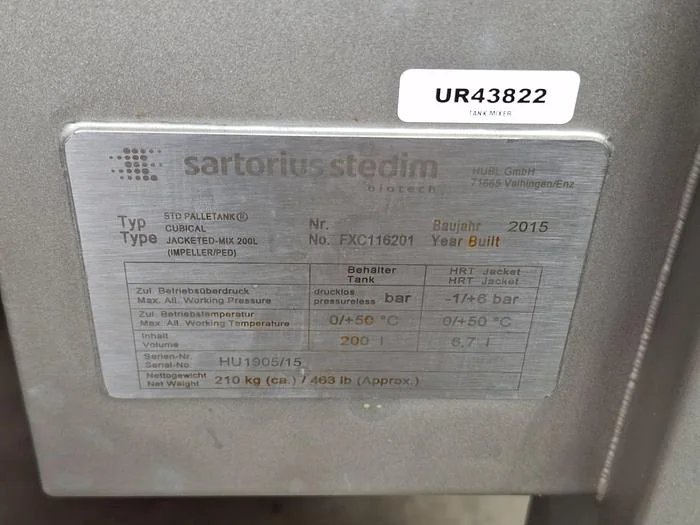 UR43822
TANK MIXER
sartorius stedim
biotech
HUBL GmbH
71665 Vaihingen/Enz
Typ STD PALLETANK® Nr. Baujahr 2015
CUBICAL
Type JACKETED-MIX 200L No. FXC116201 Year Built
(IMPELLER/PED)
Behälter HRT Jacket
Tank HRT Jacket
Zul. Betriebsüberdruck drucklos bar -1/+6 bar
Max. All. Working Pressure pressureless
Zul. Betriebstemperatur 0/+50 °C 0/+50 °C
Max. All. Working Temperature
Inhalt 200 l 6,7 l
Volume
Serien-Nr. HU1905/15
Serial-No.
Nettogewicht 210 kg (ca.) / 463 lb (Approx.)
Net Weight